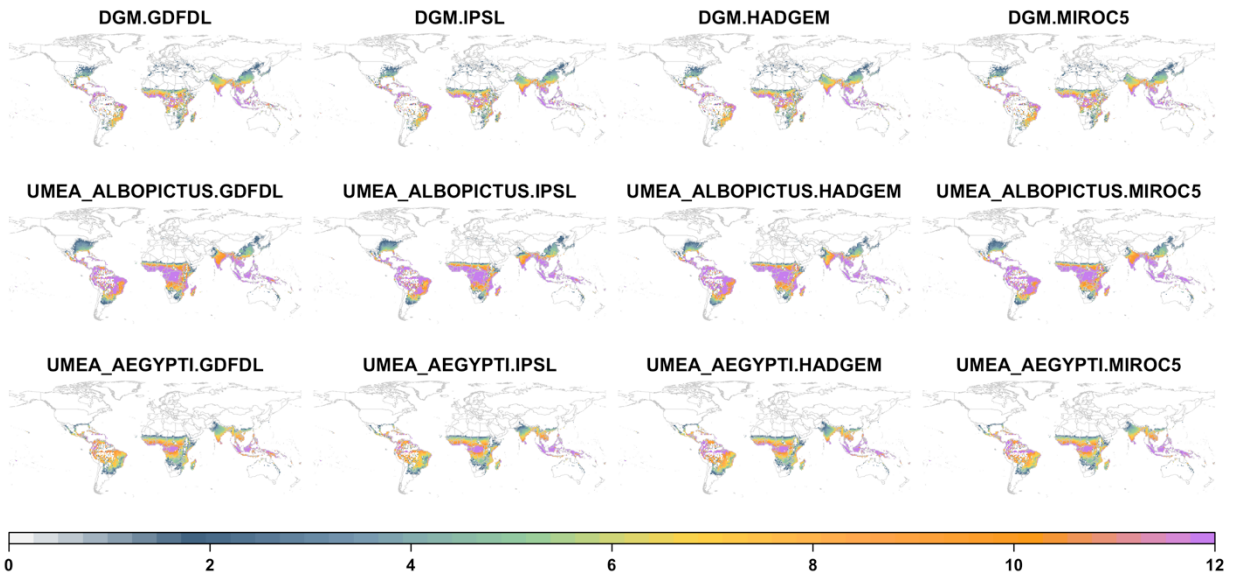 DGM.GDFDL DGM.IPSL DGM.HADGEM DGM.MIROC5
UMEA_ALBOPICTUS.GDFDL UMEA_ALBOPICTUS.IPSL UMEA_ALBOPICTUS.HADGEM UMEA_ALBOPICTUS.MIROC5
UMEA_AEGYPTI.GDFDL UMEA_AEGYPTI.IPSL UMEA_AEGYPTI.HADGEM UMEA_AEGYPTI.MIROC5
0 2 4 6 8 10 12